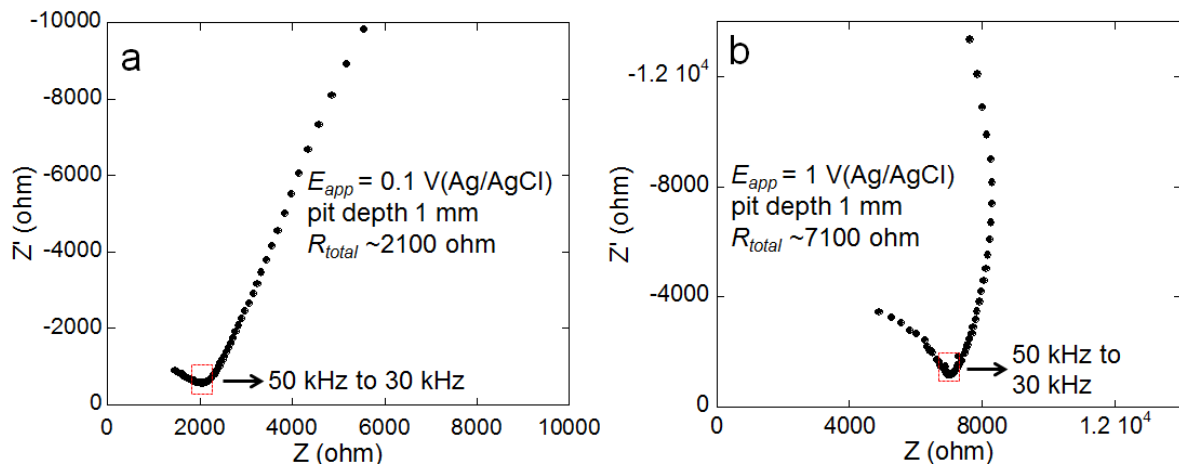 a
-10000
-8000
-6000
-4000
-2000
0
Z' (ohm)
E_app = 0.1 V(Ag/AgCl)
pit depth 1 mm
R_total ~2100 ohm
50 kHz to 30 kHz
0 2000 4000 6000 8000 10000
Z (ohm)
b
-1.2 10^4
-8000
-4000
0
Z' (ohm)
E_app = 1 V(Ag/AgCl)
pit depth 1 mm
R_total ~7100 ohm
50 kHz to
30 kHz
0 4000 8000 1.2 10^4
Z (ohm)